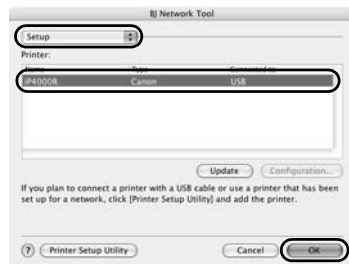 BJ Network Tool
Setup
Printer:
Name Type Connected to
iP4000R Canon USB
Update Configuration...
If you plan to connect a printer with a USB cable or use a printer that has been
set up for a network, click [Printer Setup Utility] and add the printer.
? Printer Setup Utility Cancel OK